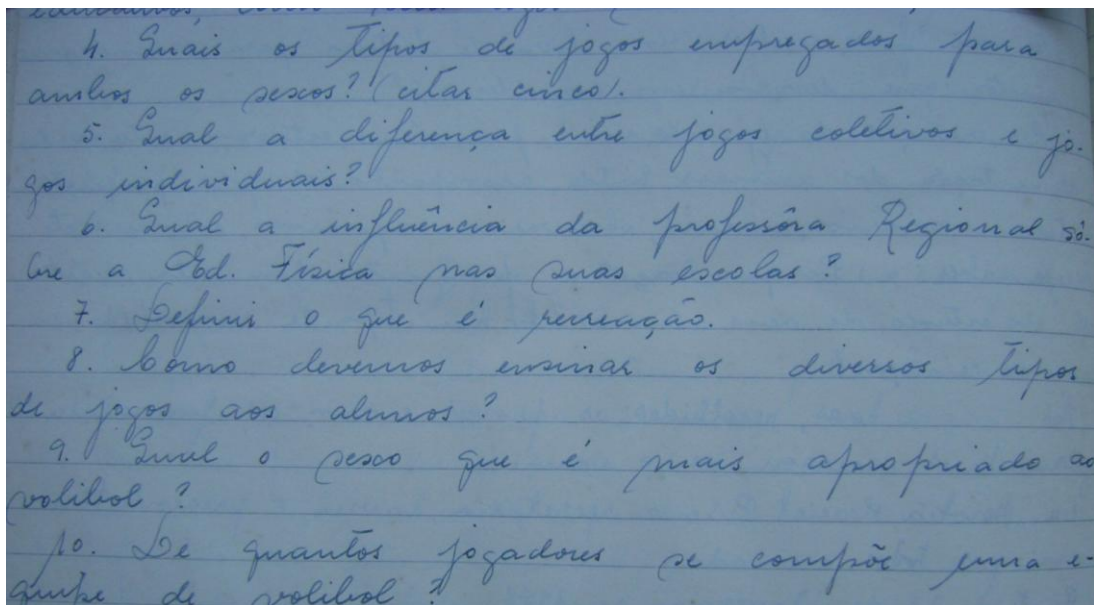 educativos,
4. Quais os tipos de jogos empregados para
ambos os sexos? (citar cinco).
5. Qual a diferença entre jogos coletivos e jo-
gos individuais?
6. Qual a influência da professôra Regional sô-
bre a Ed. Física nas suas escolas?
7. Definir o que é recreação.
8. Como devemos ensinar os diversos tipos
de jogos aos alunos?
9. Qual o sexo que é mais apropriado ao
volibol?
10. De quantos jogadores se compõe uma e-
quipe de volibol?